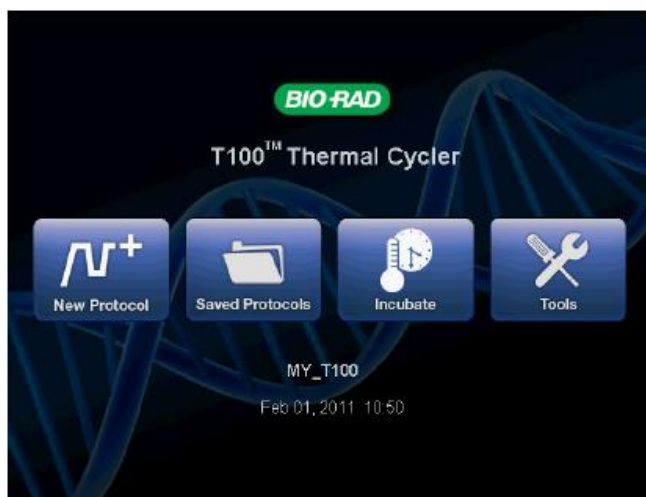 BIO-RAD
T100™ Thermal Cycler
New Protocol
Saved Protocols
Incubate
Tools
MY_T100
Feb 01, 2011 10:50